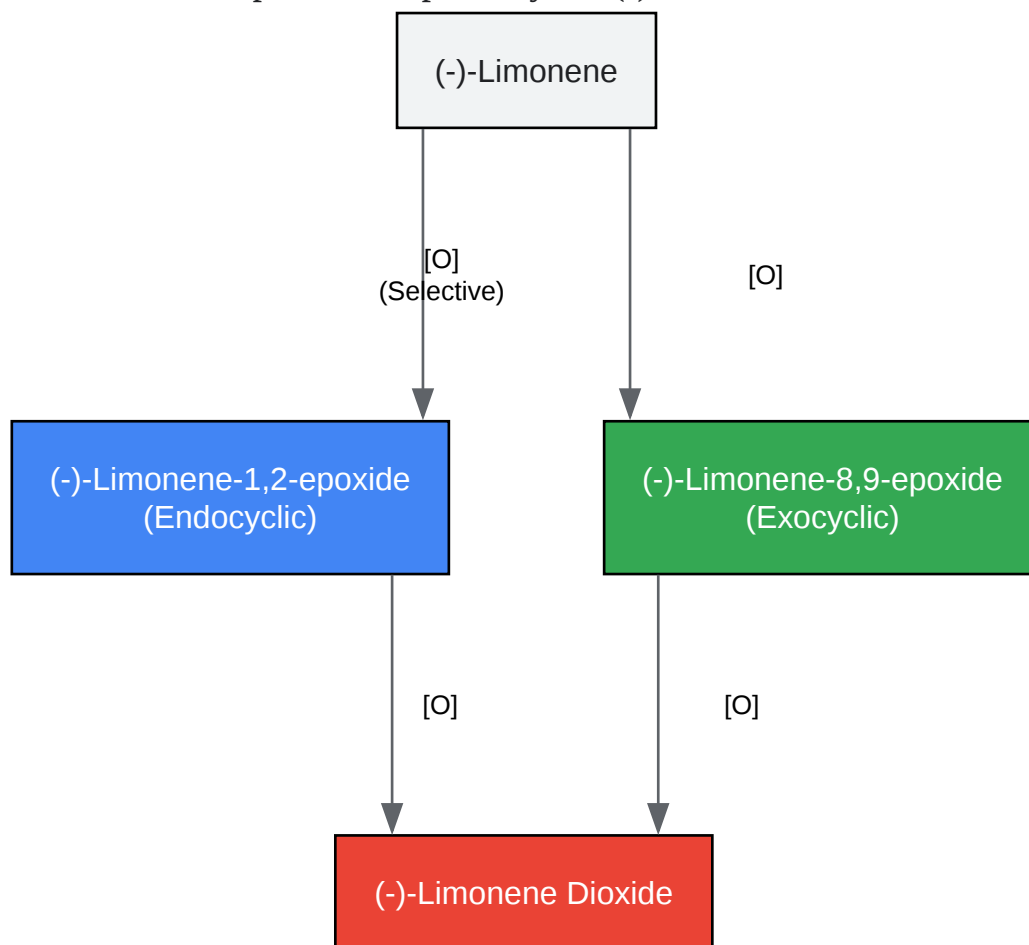 (-)-Limonene
[O]
(Selective)
[O]
(-)-Limonene-1,2-epoxide
(Endocyclic)
(-)-Limonene-8,9-epoxide
(Exocyclic)
[O]
[O]
(-)-Limonene Dioxide